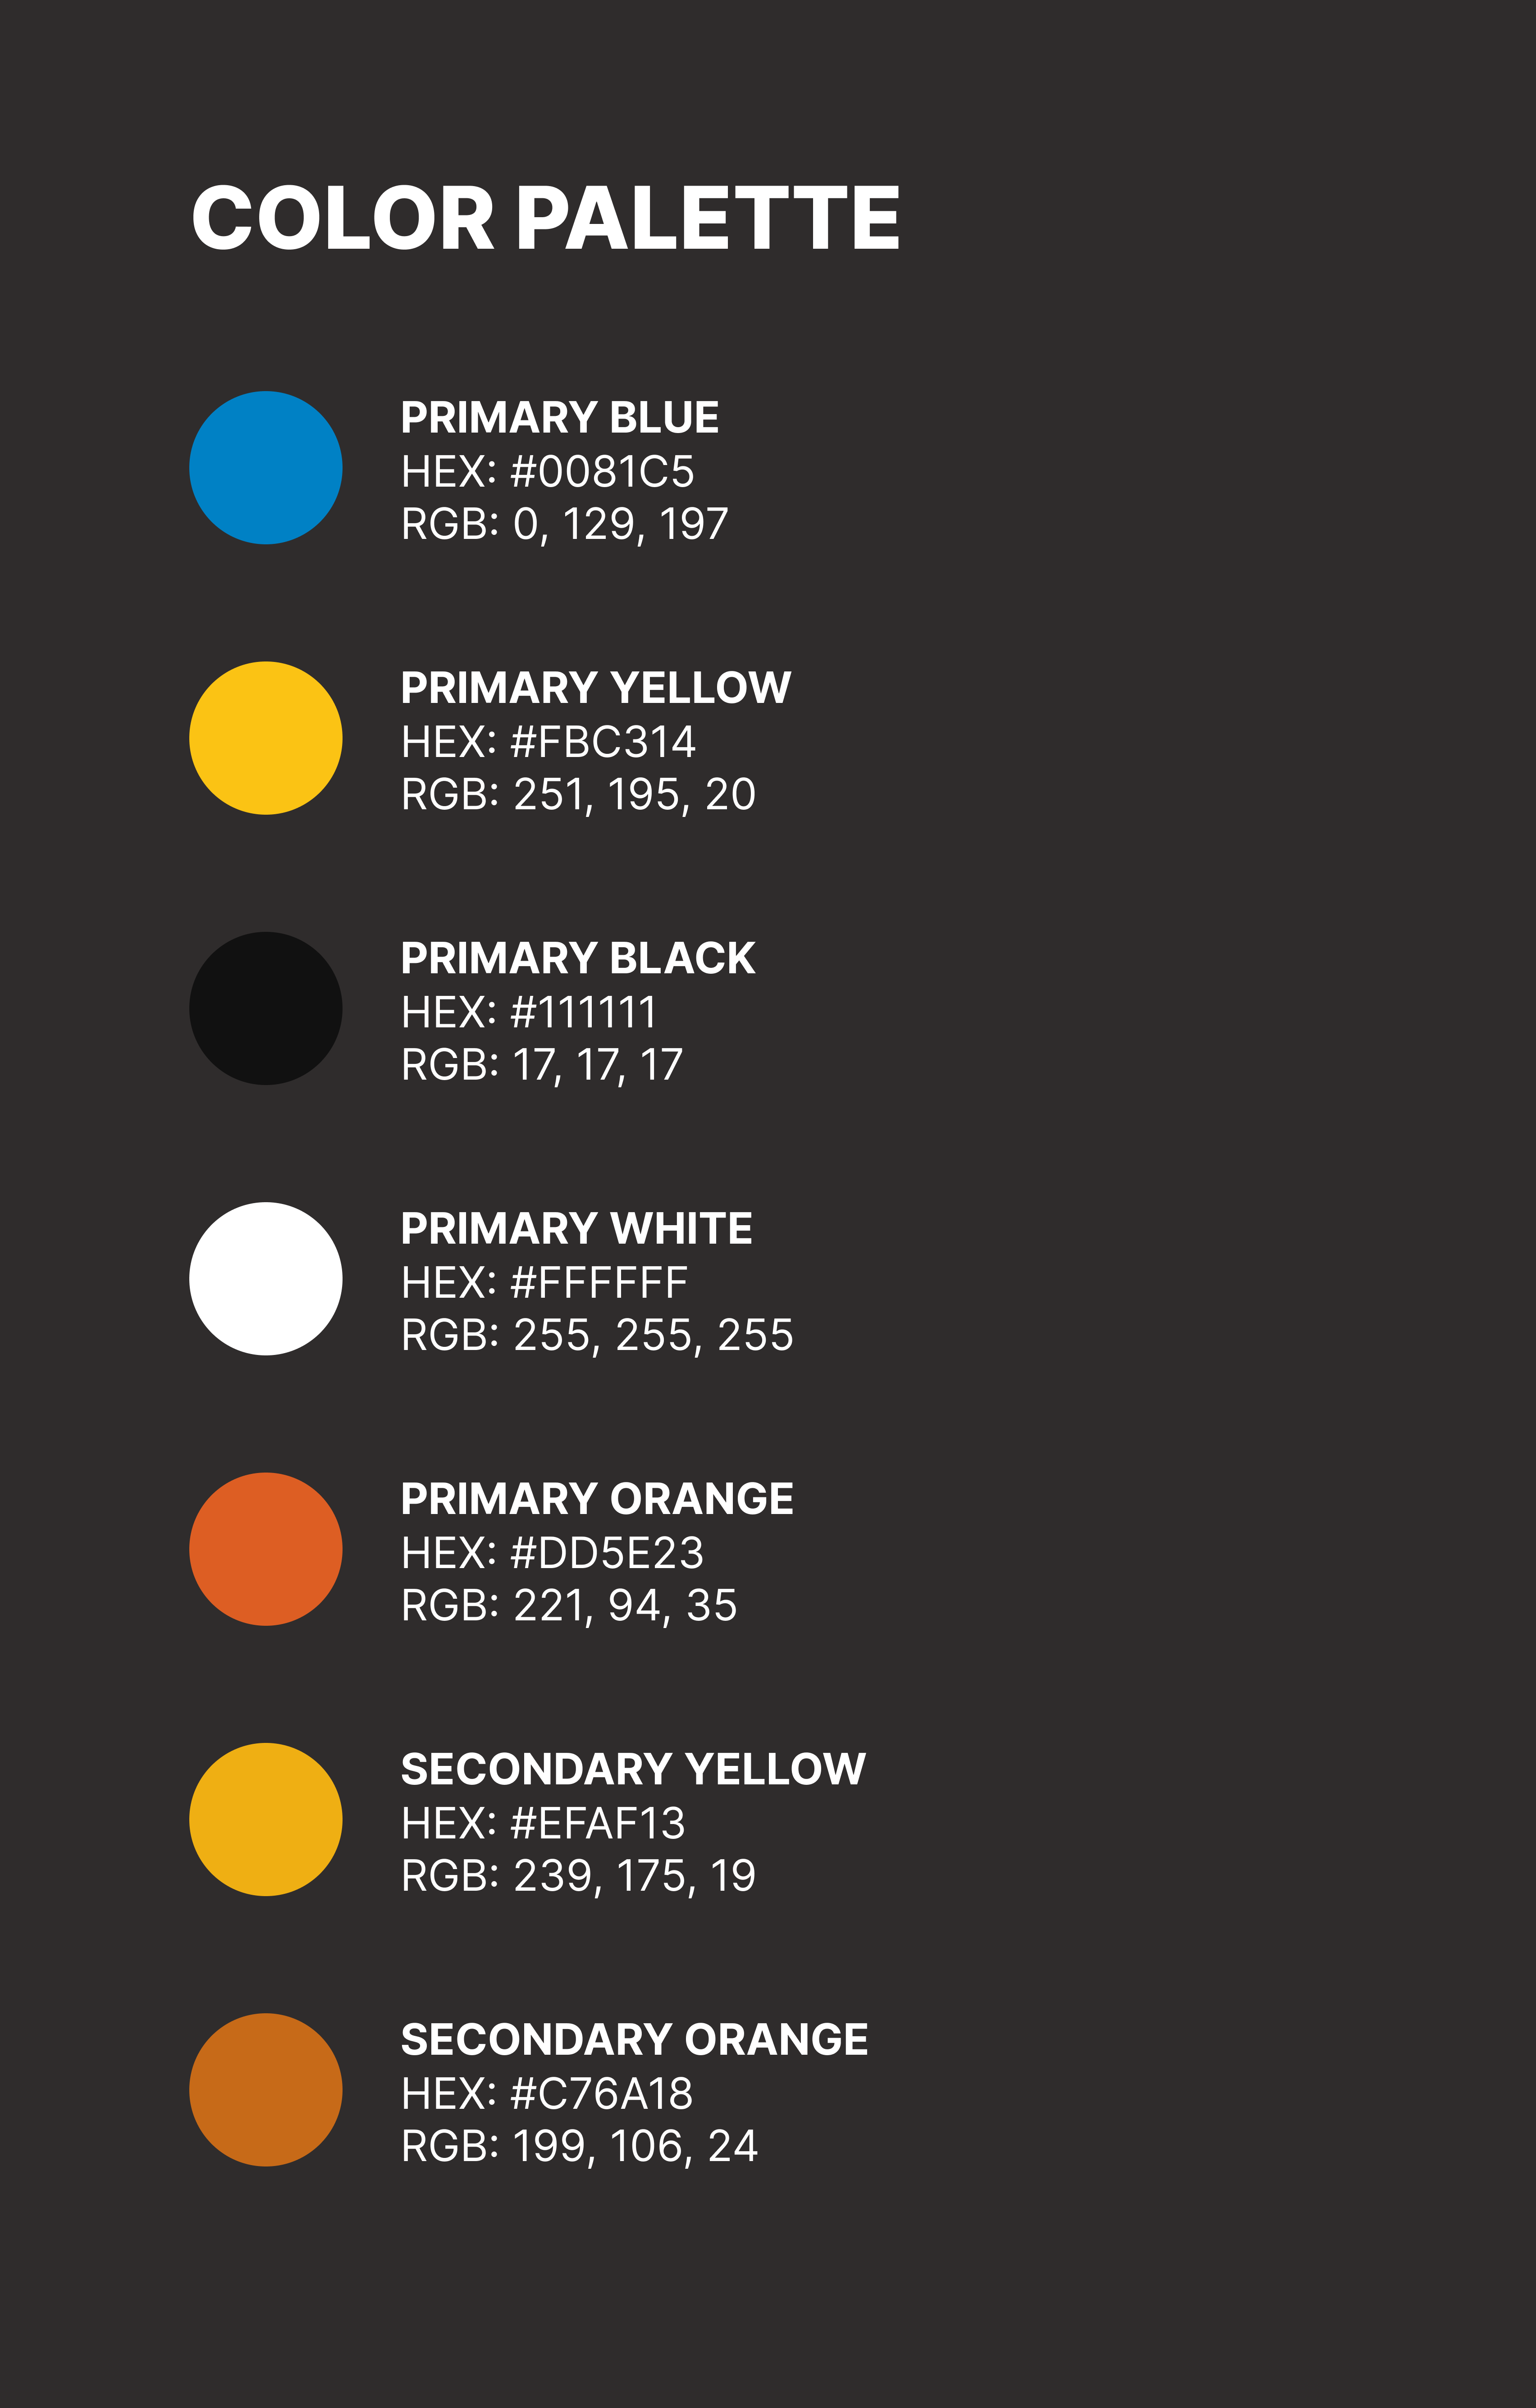 COLOR PALETTE
PRIMARY BLUE
HEX: #0081C5
RGB: 0, 129, 197
PRIMARY YELLOW
HEX: #FBC314
RGB: 251, 195, 20
PRIMARY BLACK
HEX: #111111
RGB: 17, 17, 17
PRIMARY WHITE
HEX: #FFFFFF
RGB: 255, 255, 255
PRIMARY ORANGE
HEX: #DD5E23
RGB: 221, 94, 35
SECONDARY YELLOW
HEX: #EFAF13
RGB: 239, 175, 19
SECONDARY ORANGE
HEX: #C76A18
RGB: 199, 106, 24